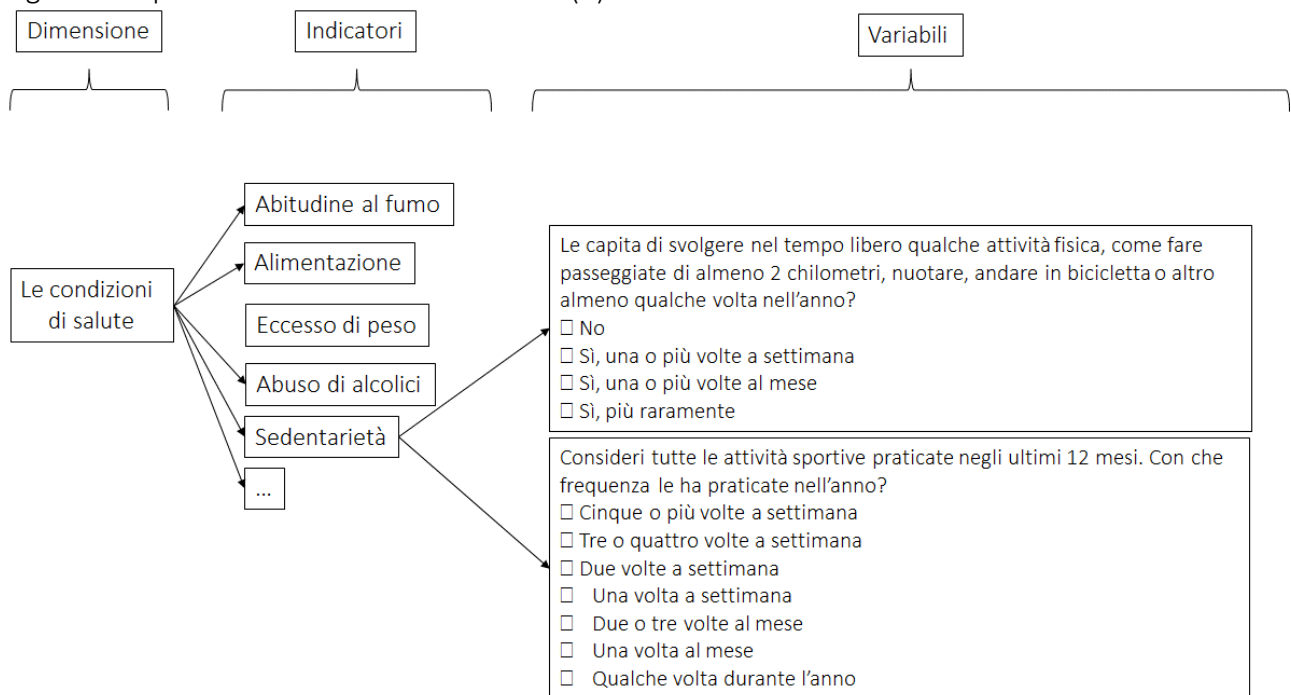 Dimensione
Indicatori
Variabili
Abitudine al fumo
Alimentazione
Eccesso di peso
Abuso di alcolici
Sedentarietà
...
Le condizioni
di salute
Le capita di svolgere nel tempo libero qualche attività fisica, come fare
passeggiate di almeno 2 chilometri, nuotare, andare in bicicletta o altro
almeno qualche volta nell’anno?
□ No
□ Sì, una o più volte a settimana
□ Sì, una o più volte al mese
□ Sì, più raramente
Consideri tutte le attività sportive praticate negli ultimi 12 mesi. Con che
frequenza le ha praticate nell’anno?
□ Cinque o più volte a settimana
□ Tre o quattro volte a settimana
□ Due volte a settimana
□ Una volta a settimana
□ Due o tre volte al mese
□ Una volta al mese
□ Qualche volta durante l’anno